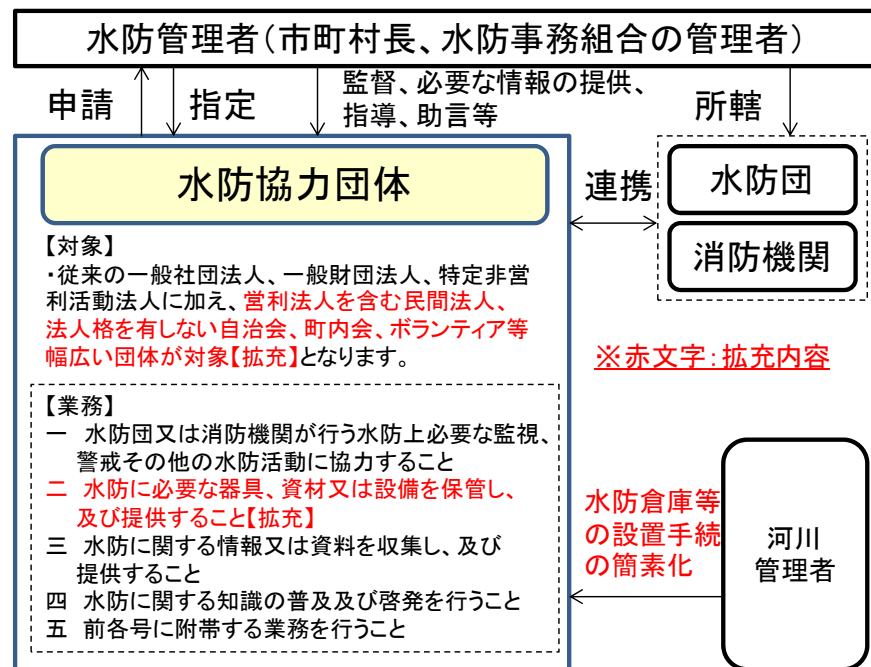 水防管理者(市町村長、水防事務組合の管理者)
申請
指定
監督、必要な情報の提供、
指導、助言等
所轄
水防協力団体
連携
水防団
消防機関
【対象】
・従来の一般社団法人、一般財団法人、特定非営
利活動法人に加え、営利法人を含む民間法人、
法人格を有しない自治会、町内会、ボランティア等
幅広い団体が対象【拡充】となります。
※赤文字:拡充内容
【業務】
一 水防団又は消防機関が行う水防上必要な監視、
警戒その他の水防活動に協力すること
二 水防に必要な器具、資材又は設備を保管し、
及び提供すること【拡充】
三 水防に関する情報又は資料を収集し、及び
提供すること
四 水防に関する知識の普及及び啓発を行うこと
五 前各号に附帯する業務を行うこと
水防倉庫等
の設置手続
の簡素化
河川
管理者